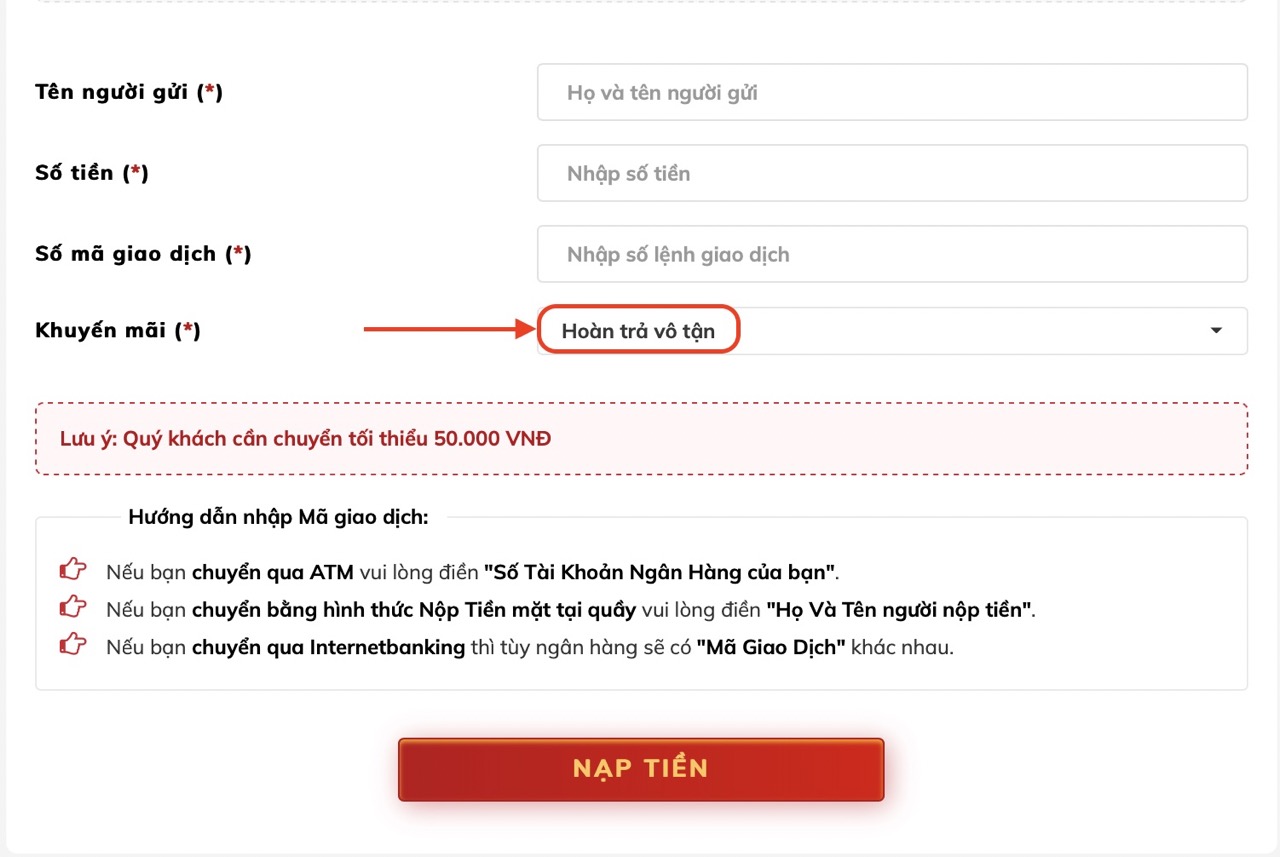 Tên người gửi (*)
Họ và tên người gửi
Số tiền (*)
Nhập số tiền
Số mã giao dịch (*)
Nhập số lệnh giao dịch
Khuyến mãi (*)
Hoàn trả vô tận
Lưu ý: Quý khách cần chuyển tối thiểu 50.000 VNĐ
Hướng dẫn nhập Mã giao dịch:
Nếu bạn chuyển qua ATM vui lòng điền "Số Tài Khoản Ngân Hàng của bạn".
Nếu bạn chuyển bằng hình thức Nộp Tiền mặt tại quầy vui lòng điền "Họ Và Tên người nộp tiền".
Nếu bạn chuyển qua Internetbanking thì tùy ngân hàng sẽ có "Mã Giao Dịch" khác nhau.
NẠP TIỀN